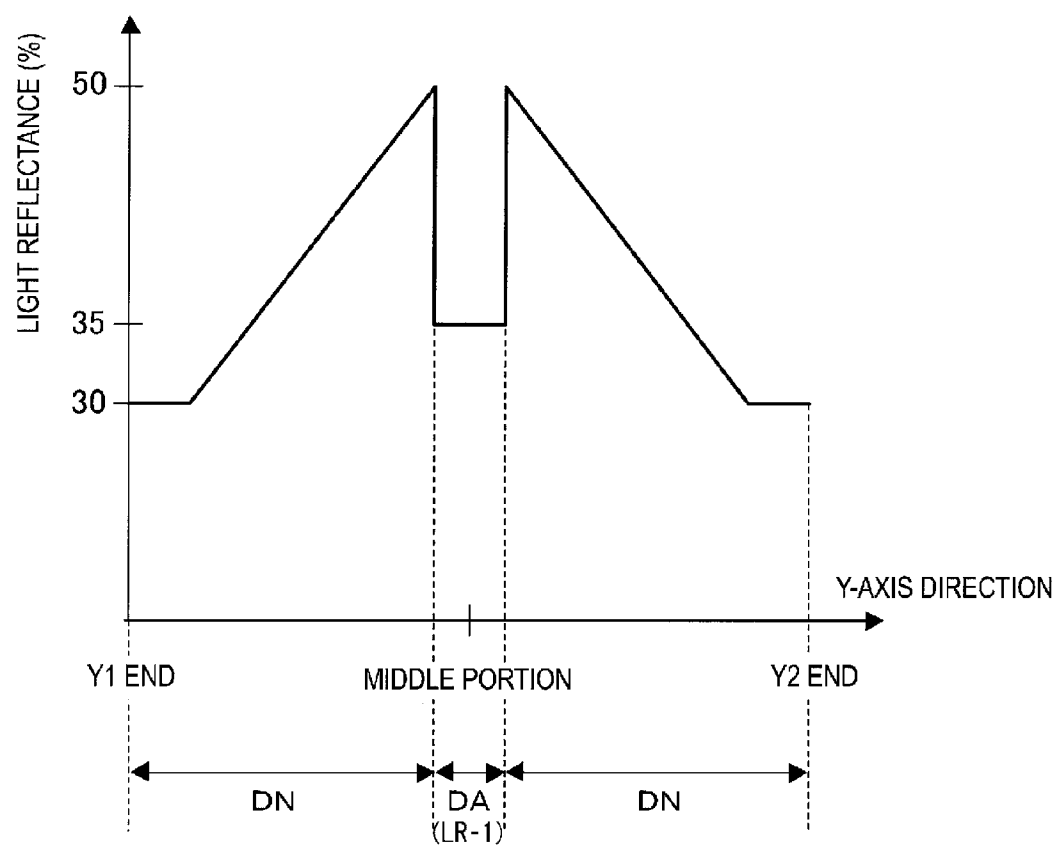 LIGHT REFLECTANCE (%)
50
35
30
Y-AXIS DIRECTION
Y1 END
MIDDLE PORTION
Y2 END
DN
DA
DN
(LR-1)